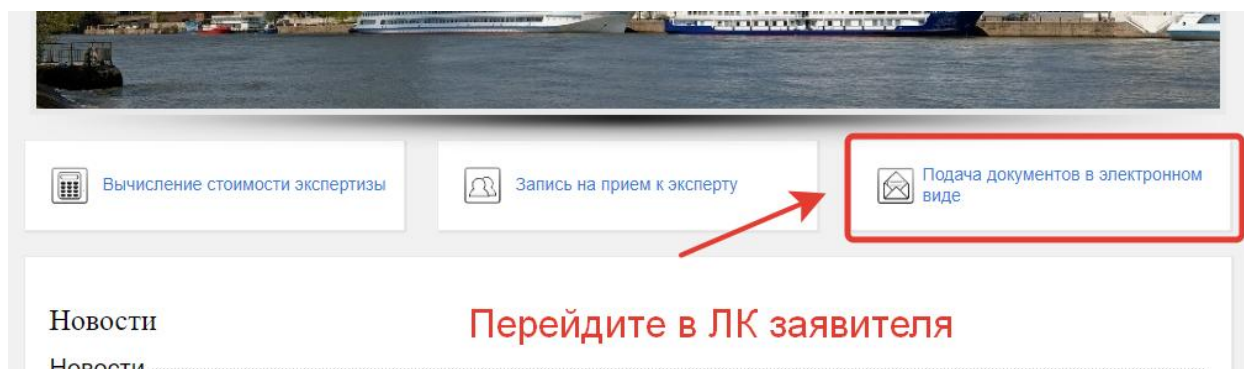 Вычисление стоимости экспертизы
Запись на прием к эксперту
Подача документов в электронном
виде
Новости
Перейдите в ЛК заявителя
Новости